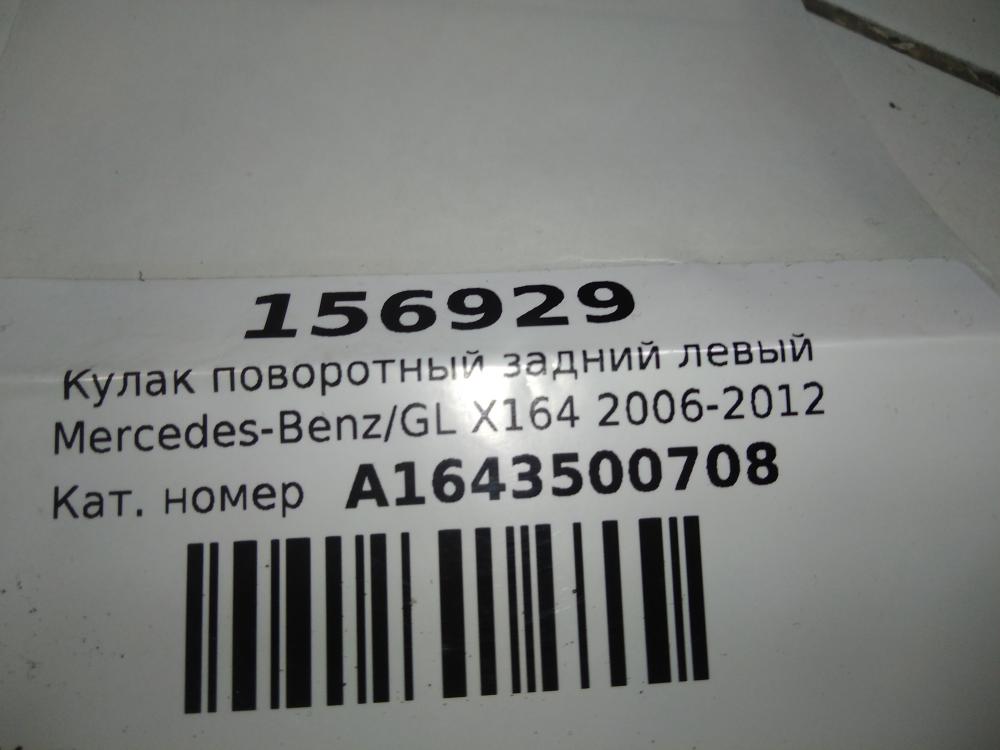 156929
Кулак поворотный задний левый
Mercedes-Benz/GL X164 2006-2012
Кат. номер A1643500708